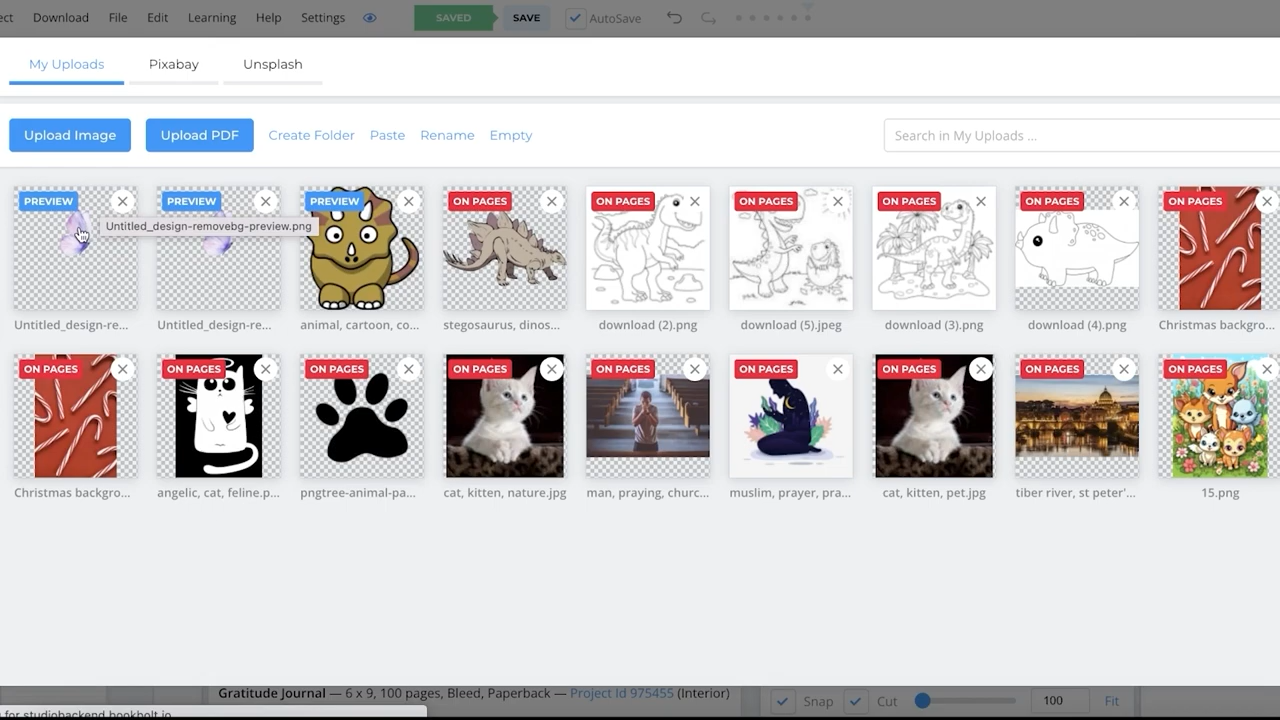 ect Download File Edit Learning Help Settings SAVED SAVE AutoSave
My Uploads Pixabay Unsplash
Upload Image Upload PDF Create Folder Paste Rename Empty Search in My Uploads ...
PREVIEW PREVIEW PREVIEW ON PAGES ON PAGES ON PAGES ON PAGES ON PAGES ON PAGES
Untitled_design-removebg-preview.png
Untitled_design-re... Untitled_design-re... animal, cartoon, co... stegosaurus, dinos... download (2).png download (5).jpeg download (3).png download (4).png Christmas backgro...
ON PAGES ON PAGES ON PAGES ON PAGES ON PAGES ON PAGES ON PAGES ON PAGES ON PAGES
Christmas backgro... angelic, cat, feline.p... pngtree-animal-pa... cat, kitten, nature.jpg man, praying, churc... muslim, prayer, pra... cat, kitten, pet.jpg tiber river, st peter'... 15.png
Gratitude Journal — 6 x 9, 100 pages, Bleed, Paperback — Project Id 975455 (Interior) Snap Cut 100 Fit
for studiobackend.bookbolt.io